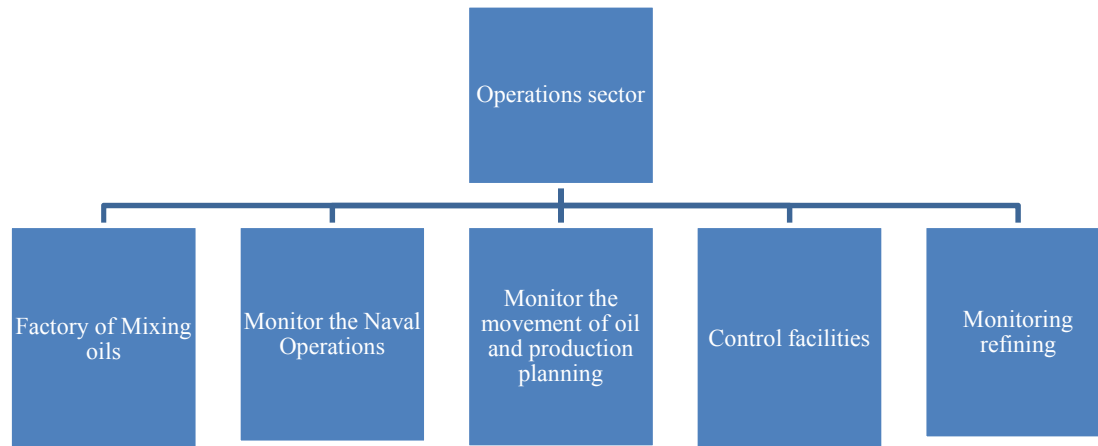 Operations sector
Factory of Mixing
oils
Monitor the Naval
Operations
Monitor the
movement of oil
and production
planning
Control facilities
Monitoring
refining